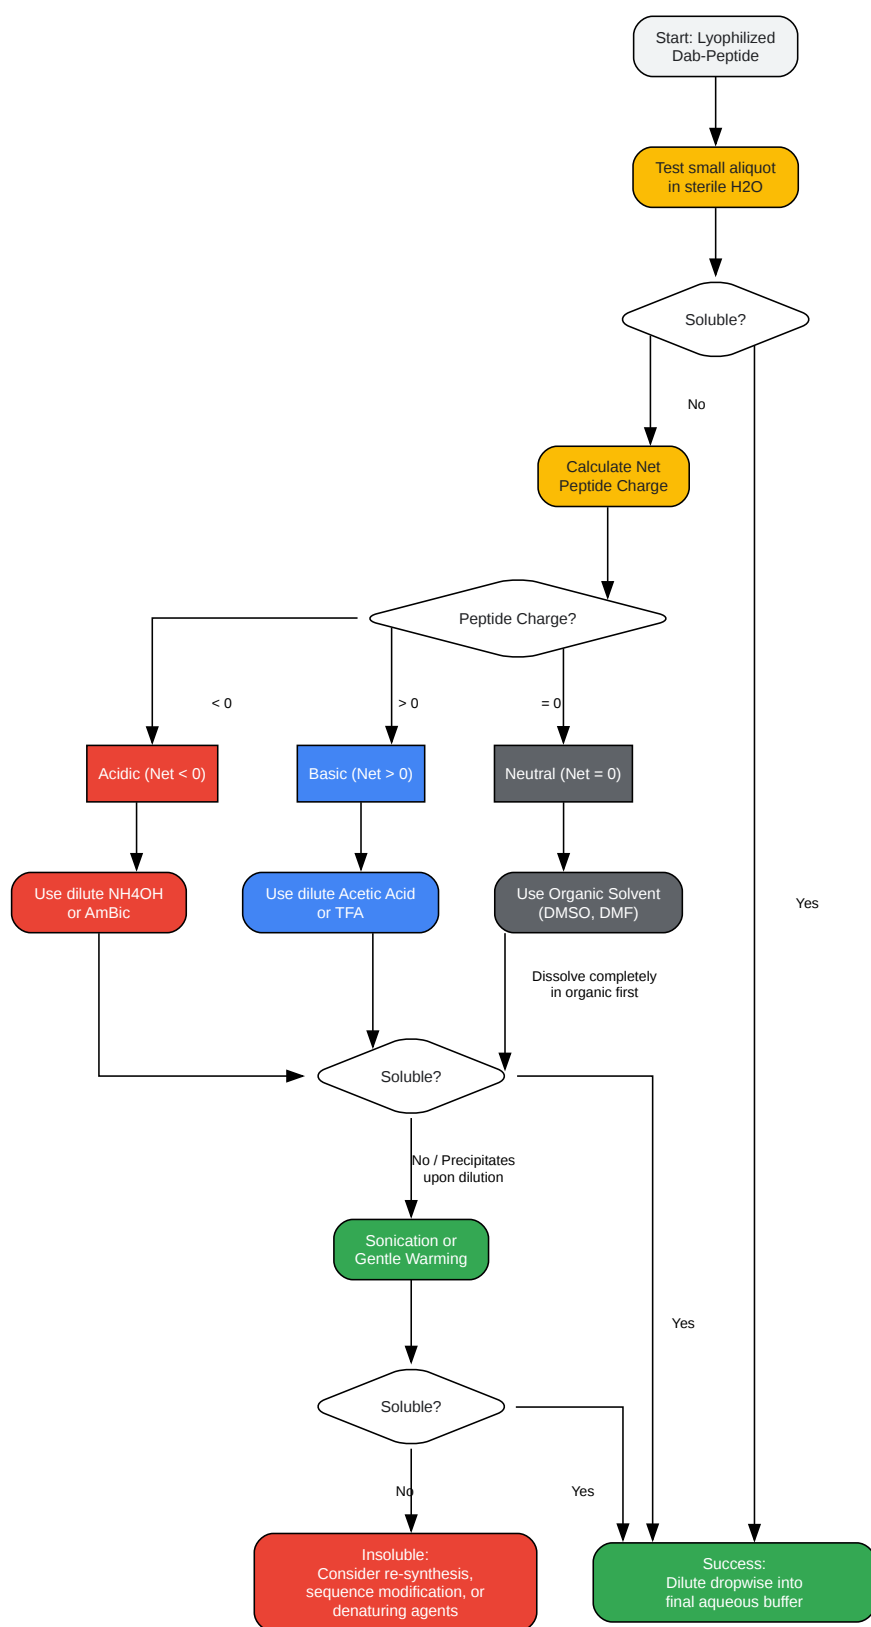 Start: Lyophilized
Dab-Peptide
Test small aliquot
in sterile H2O
Soluble?
No
Calculate Net
Peptide Charge
Peptide Charge?
< 0
> 0
= 0
Acidic (Net < 0)
Basic (Net > 0)
Neutral (Net = 0)
Use dilute NH4OH
or AmBic
Use dilute Acetic Acid
or TFA
Use Organic Solvent
(DMSO, DMF)
Yes
Dissolve completely
in organic first
Soluble?
No / Precipitates
upon dilution
Sonication or
Gentle Warming
Yes
Soluble?
No
Yes
Insoluble:
Consider re-synthesis,
sequence modification, or
denaturing agents
Success:
Dilute dropwise into
final aqueous buffer